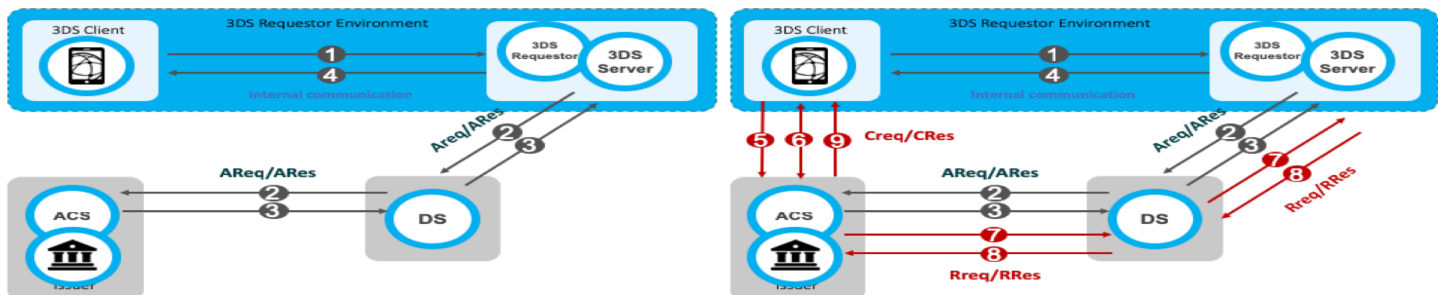 3DS Requestor Environment
3DS Client
1
3DS
Requestor
3DS
Server
4
Internal communication
Areq/ARes
2
3
AReq/ARes
2
ACS
3
DS
Issuer
3DS Requestor Environment
3DS Client
1
3DS
Requestor
3DS
Server
4
Internal communication
5
6
9
Creq/CRes
Areq/ARes
2
3
7
8
Rreq/RRes
AReq/ARes
2
ACS
3
DS
7
8
Rreq/RRes
Issuer